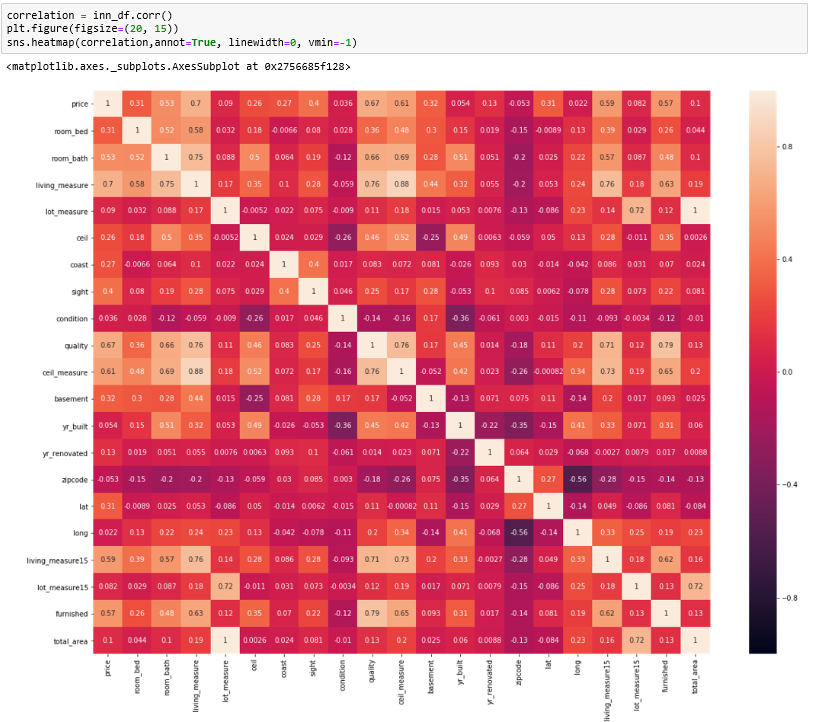 correlation = inn_df.corr()
plt.figure(figsize=(20, 15))
sns.heatmap(correlation,annot=True, linewidth=0, vmin=-1)
<matplotlib.axes._subplots.AxesSubplot at 0x2756685f128>
price 1 0.31 0.53 0.7 0.09 0.26 0.27 0.4 0.036 0.67 0.61 0.32 0.054 0.13 -0.053 0.31 0.022 0.59 0.082 0.57 0.1
room_bed 0.31 1 0.52 0.58 0.032 0.18 -0.0066 0.08 0.028 0.36 0.48 0.3 0.15 0.019 -0.15 -0.0089 0.13 0.39 0.029 0.26 0.044
room_bath 0.53 0.52 1 0.75 0.088 0.5 0.064 0.19 -0.12 0.66 0.69 0.28 0.51 0.051 -0.2 0.025 0.22 0.57 0.087 0.48 0.1
living_measure 0.7 0.58 0.75 1 0.17 0.35 0.1 0.28 -0.059 0.76 0.88 0.44 0.32 0.055 -0.2 0.053 0.24 0.76 0.18 0.63 0.19
lot_measure 0.09 0.032 0.088 0.17 1 -0.0052 0.022 0.075 -0.009 0.11 0.18 0.015 0.053 0.0076 -0.13 -0.086 0.23 0.14 0.72 0.12 1
ceil 0.26 0.18 0.5 0.35 -0.0052 1 0.024 0.029 -0.26 0.46 0.52 -0.25 0.49 0.0063 -0.059 0.05 0.13 0.28 -0.011 0.35 0.0026
coast 0.27 -0.0066 0.064 0.1 0.022 0.024 1 0.4 0.017 0.083 0.072 0.081 -0.026 0.093 0.03 -0.014 -0.042 0.086 0.031 0.07 0.024
sight 0.4 0.08 0.19 0.28 0.075 0.029 0.4 1 0.046 0.25 0.17 0.28 -0.053 0.1 0.085 0.0062 -0.078 0.28 0.073 0.22 0.081
condition 0.036 0.028 -0.12 -0.059 -0.009 -0.26 0.017 0.046 1 -0.14 -0.16 0.17 -0.36 -0.061 0.003 -0.015 -0.11 -0.093 -0.0034 -0.12 -0.01
quality 0.67 0.36 0.66 0.76 0.11 0.46 0.083 0.25 -0.14 1 0.76 0.17 0.45 0.014 -0.18 0.11 0.2 0.71 0.12 0.79 0.13
ceil_measure 0.61 0.48 0.69 0.88 0.18 0.52 0.072 0.17 -0.16 0.76 1 -0.052 0.42 0.023 -0.26 -0.00082 0.34 0.73 0.19 0.65 0.2
basement 0.32 0.3 0.28 0.44 0.015 -0.25 0.081 0.28 0.17 0.17 -0.052 1 -0.13 0.071 0.075 0.11 -0.14 0.2 0.017 0.093 0.025
yr_built 0.054 0.15 0.51 0.32 0.053 0.49 -0.026 -0.053 -0.36 0.45 0.42 -0.13 1 -0.22 -0.35 -0.15 0.41 0.33 0.071 0.31 0.06
yr_renovated 0.13 0.019 0.051 0.055 0.0076 0.0063 0.093 0.1 -0.061 0.014 0.023 0.071 -0.22 1 0.064 0.029 -0.068 -0.0027 0.0079 0.017 0.0088
zipcode -0.053 -0.15 -0.2 -0.2 -0.13 -0.059 0.03 0.085 0.003 -0.18 -0.26 0.075 -0.35 0.064 1 0.27 -0.56 -0.28 -0.15 -0.14 -0.13
lat 0.31 -0.0089 0.025 0.053 -0.086 0.05 -0.014 0.0062 -0.015 0.11 -0.00082 0.11 -0.15 0.029 0.27 1 -0.14 0.049 -0.086 0.081 -0.084
long 0.022 0.13 0.22 0.24 0.23 0.13 -0.042 -0.078 -0.11 0.2 0.34 -0.14 0.41 -0.068 -0.56 -0.14 1 0.33 0.25 0.19 0.23
living_measure15 0.59 0.39 0.57 0.76 0.14 0.28 0.086 0.28 -0.093 0.71 0.73 0.2 0.33 -0.0027 -0.28 0.049 0.33 1 0.18 0.62 0.16
lot_measure15 0.082 0.029 0.087 0.18 0.72 -0.011 0.031 0.073 -0.0034 0.12 0.19 0.017 0.071 0.0079 -0.15 -0.086 0.25 0.18 1 0.13 0.72
furnished 0.57 0.26 0.48 0.63 0.12 0.35 0.07 0.22 -0.12 0.79 0.65 0.093 0.31 0.017 -0.14 0.081 0.19 0.62 0.13 1 0.13
total_area 0.1 0.044 0.1 0.19 1 0.0026 0.024 0.081 -0.01 0.13 0.2 0.025 0.06 0.0088 -0.13 -0.084 0.23 0.16 0.72 0.13 1
price room_bed room_bath living_measure lot_measure ceil coast sight condition quality ceil_measure basement yr_built yr_renovated zipcode lat long living_measure15 lot_measure15 furnished total_area
0.8
0.4
0.0
-0.4
-0.8